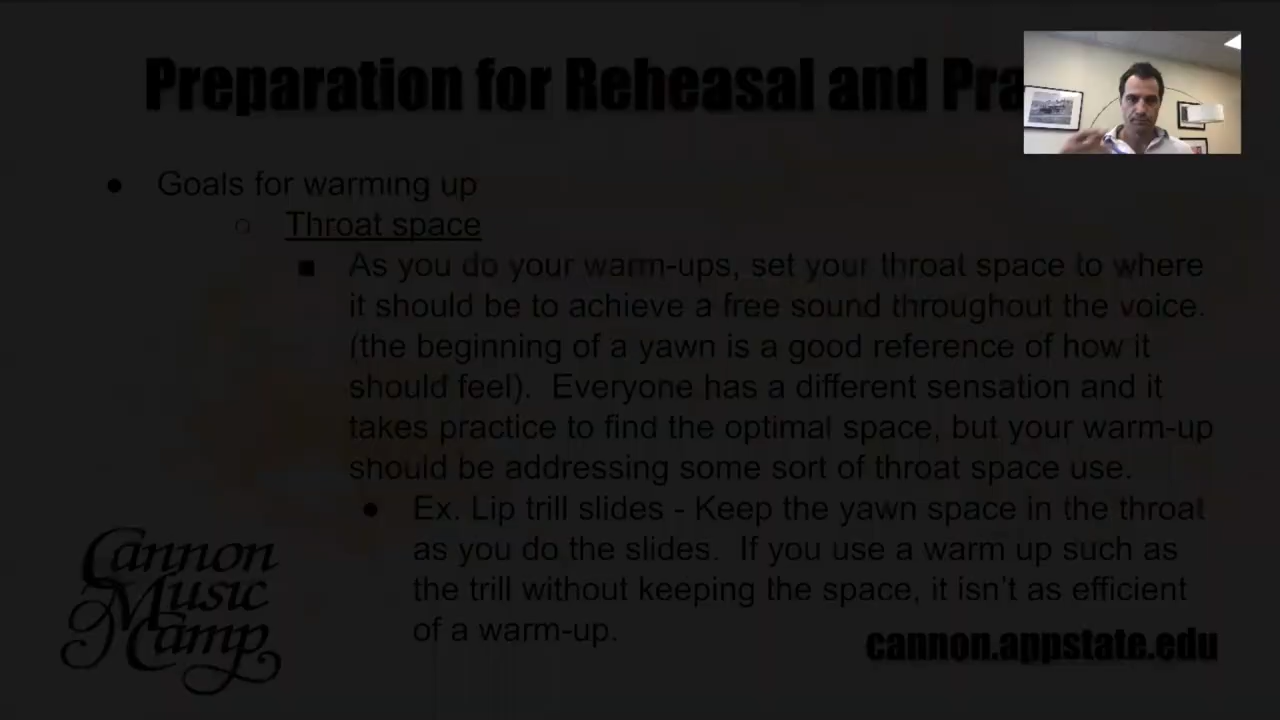 Preparation for Reheasal and Pra
Goals for warming up
Throat space
As you do your warm-ups, set your throat space to where
it should be to achieve a free sound throughout the voice.
(the beginning of a yawn is a good reference of how it
should feel). Everyone has a different sensation and it
takes practice to find the optimal space, but your warm-up
should be addressing some sort of throat space use.
Ex. Lip trill slides - Keep the yawn space in the throat
as you do the slides. If you use a warm up such as
the trill without keeping the space, it isn't as efficient
of a warm-up.
Cannon
Music
Camp
cannon.appstate.edu